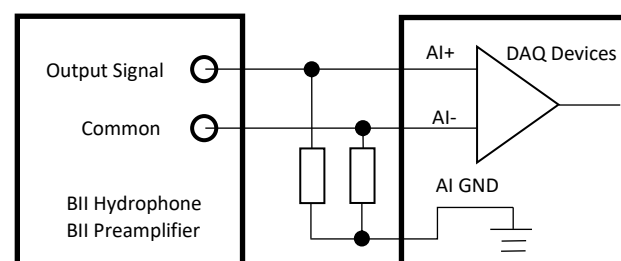 Output Signal
Common
BII Hydrophone
BII Preamplifier
AI+
DAQ Devices
AI-
AI GND